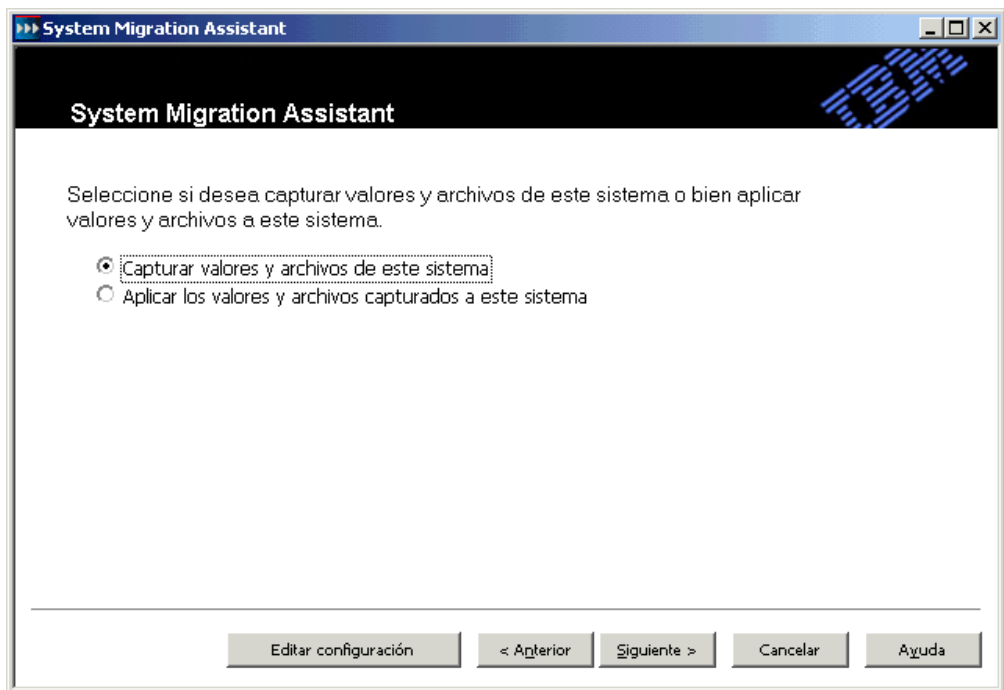 System Migration Assistant
IBM
System Migration Assistant
Seleccione si desea capturar valores y archivos de este sistema o bien aplicar
valores y archivos a este sistema.
Capturar valores y archivos de este sistema
Aplicar los valores y archivos capturados a este sistema
Editar configuración
< Anterior
Siguiente >
Cancelar
Ayuda